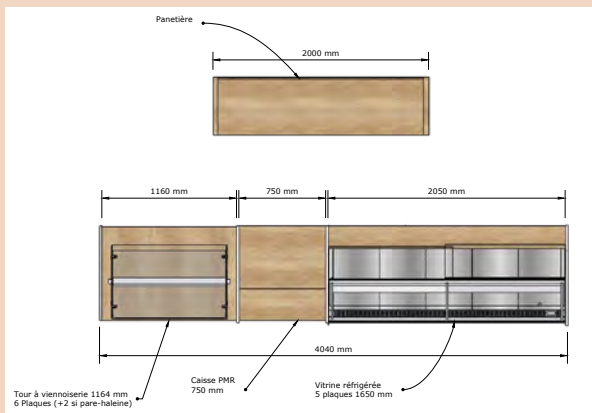 Panetière
2000 mm
1160 mm
750 mm
2050 mm
4040 mm
Tour à viennoiserie 1164 mm
6 Plaques (+2 si pare-haleine)
Caisse PMR
750 mm
Vitrine réfrigérée
5 plaques 1650 mm